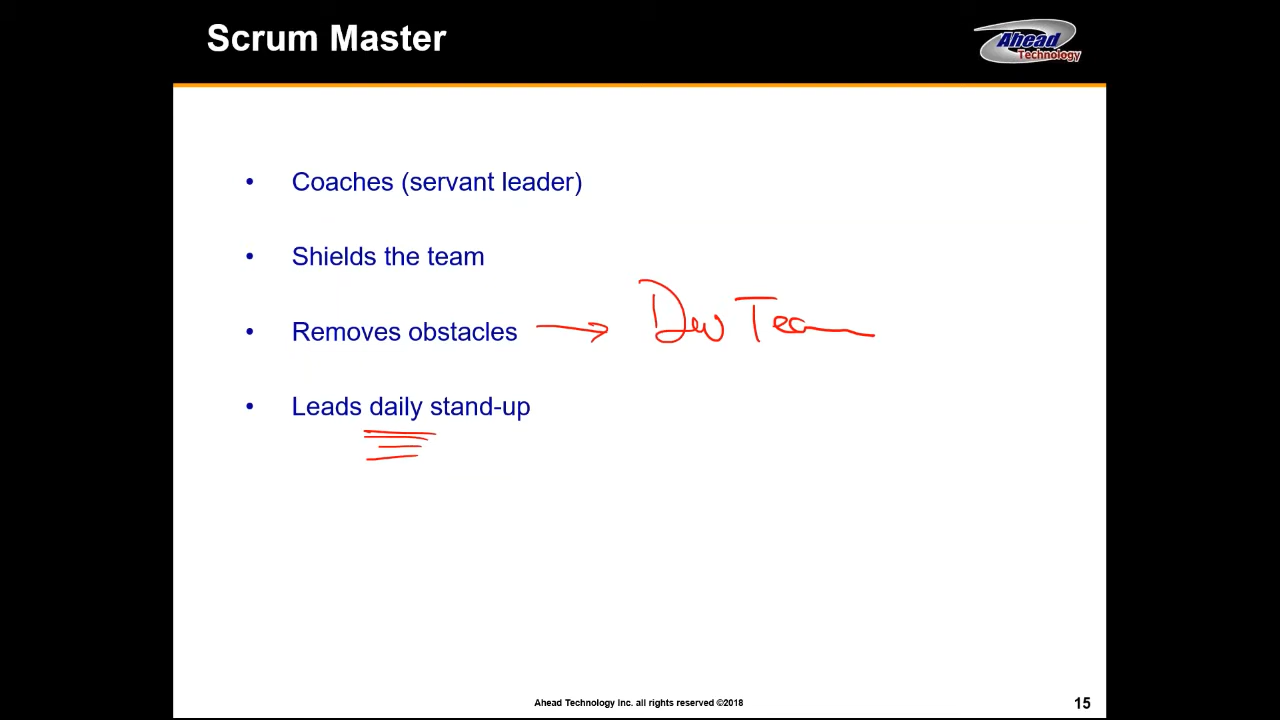 Scrum Master
Ahead
Technology
• Coaches (servant leader)
• Shields the team
• Removes obstacles → Dev Team
• Leads daily stand-up
Ahead Technology Inc. all rights reserved ©2018
15